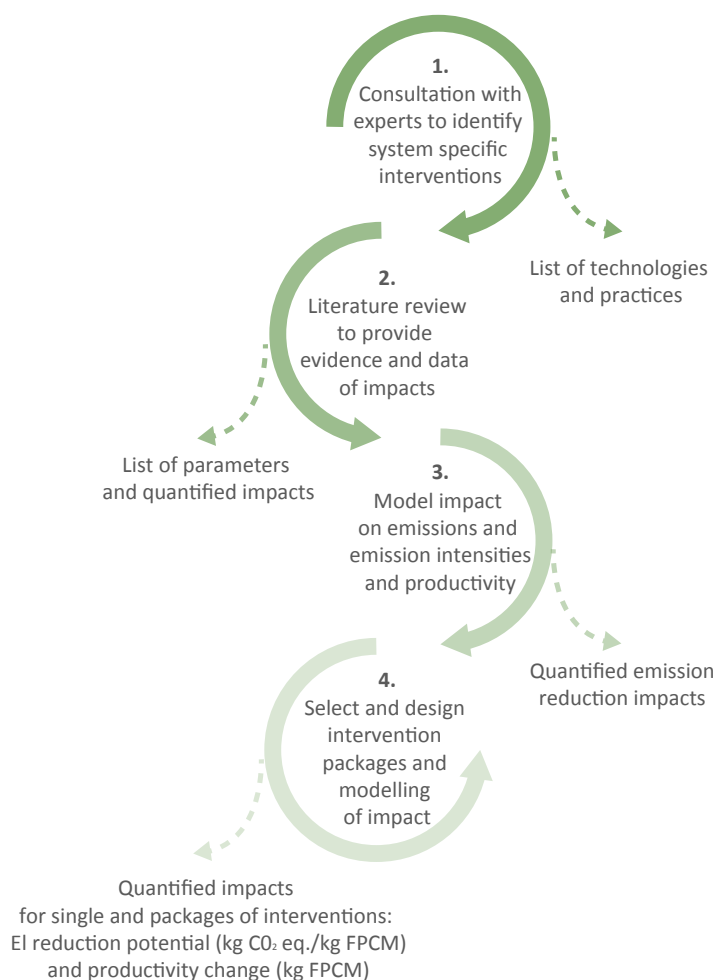 1.
Consultation with
experts to identify
system specific
interventions
List of technologies
and practices
2.
Literature review
to provide
evidence and data
of impacts
List of parameters
and quantified impacts
3.
Model impact
on emissions and
emission intensities
and productivity
Quantified emission
reduction impacts
4.
Select and design
intervention
packages and
modelling
of impact
Quantified impacts
for single and packages of interventions:
EI reduction potential (kg C0₂ eq./kg FPCM)
and productivity change (kg FPCM)